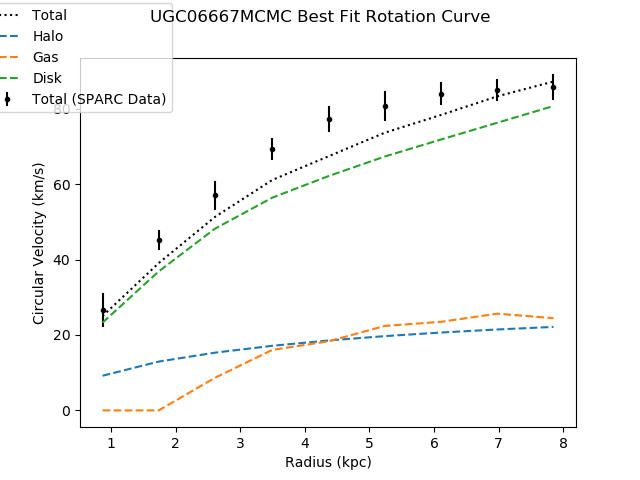 UGC06667MCMC Best Fit Rotation Curve
Total
Halo
Gas
Disk
Total (SPARC Data)
80
60
40
20
0
Circular Velocity (km/s)
1 2 3 4 5 6 7 8
Radius (kpc)